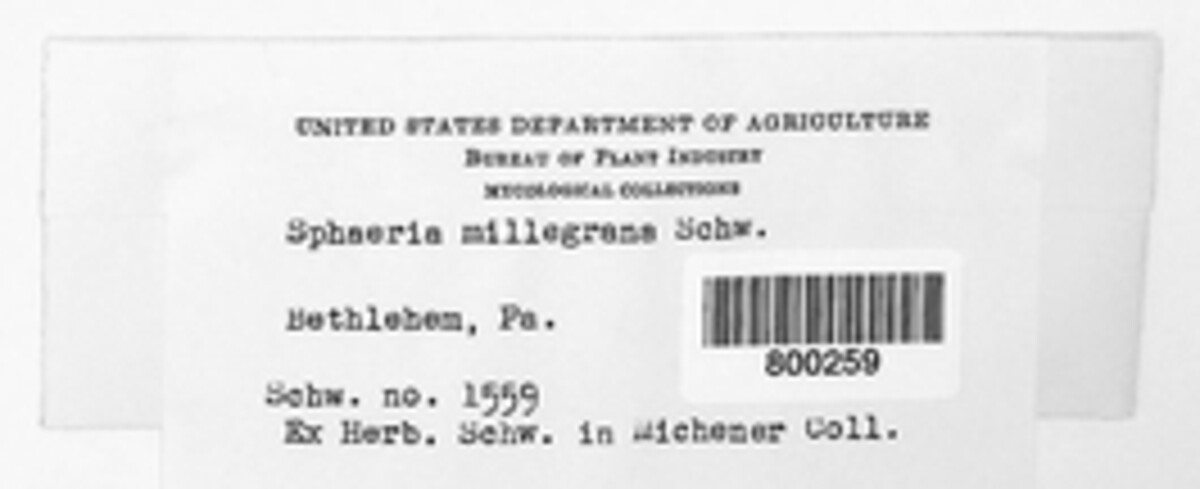 UNITED STATES DEPARTMENT OF AGRICULTURE
BUREAU OF PLANT INDUSTRY
MYCOLOGICAL COLLECTIONS
Sphaeria millegrana Schw.
Bethlehem, Pa.
800259
Schw. no. 1559
Ex Herb. Schw. in Michener Coll.